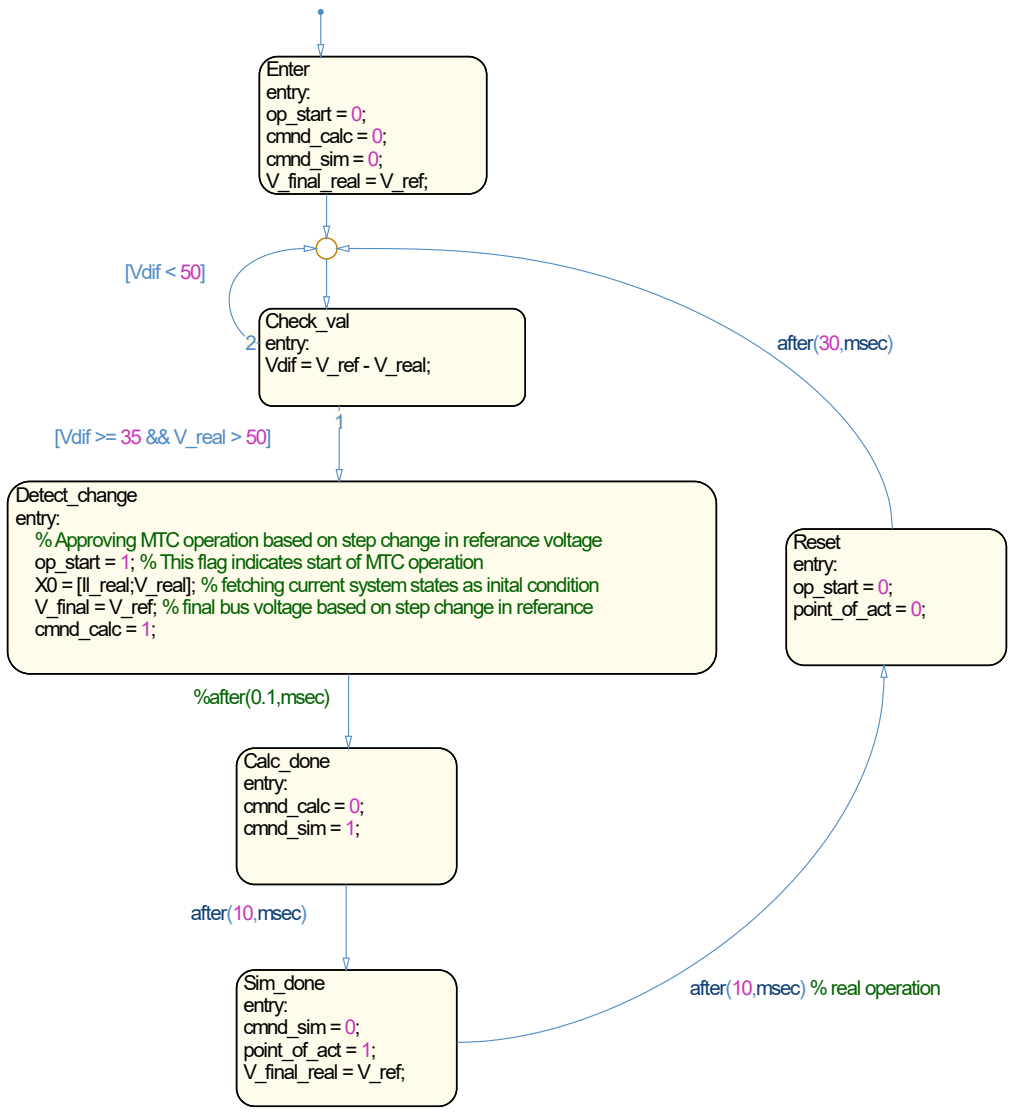 Enter
entry:
op_start = 0;
cmnd_calc = 0;
cmnd_sim = 0;
V_final_real = V_ref;
[Vdif < 50]
Check_val
entry:
Vdif = V_ref - V_real;
2
after(30,msec)
1
[Vdif >= 35 && V_real > 50]
Detect_change
entry:
% Approving MTC operation based on step change in referance voltage
op_start = 1; % This flag indicates start of MTC operation
X0 = [Il_real;V_real]; % fetching current system states as inital condition
V_final = V_ref; % final bus voltage based on step change in referance
cmnd_calc = 1;
Reset
entry:
op_start = 0;
point_of_act = 0;
%after(0.1,msec)
Calc_done
entry:
cmnd_calc = 0;
cmnd_sim = 1;
after(10,msec)
Sim_done
entry:
cmnd_sim = 0;
point_of_act = 1;
V_final_real = V_ref;
after(10,msec) % real operation